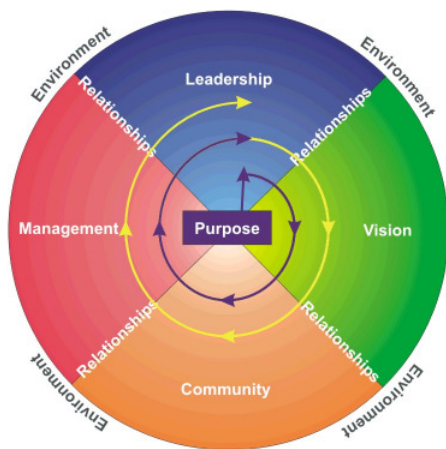 Environment
Environment
Leadership
Relationships
Relationships
Management
Purpose
Vision
Relationships
Relationships
Community
Environment
Environment